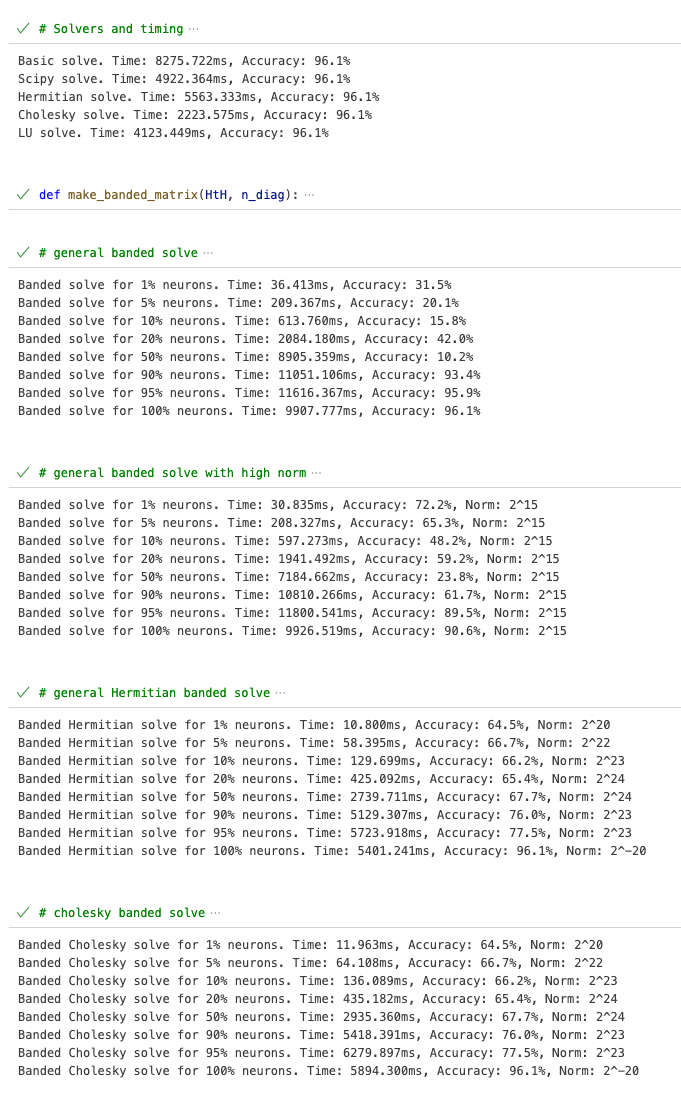 ✓ # Solvers and timing ···
Basic solve. Time: 8275.722ms, Accuracy: 96.1%
Scipy solve. Time: 4922.364ms, Accuracy: 96.1%
Hermitian solve. Time: 5563.333ms, Accuracy: 96.1%
Cholesky solve. Time: 2223.575ms, Accuracy: 96.1%
LU solve. Time: 4123.449ms, Accuracy: 96.1%
✓ def make_banded_matrix(HtH, n_diag): ···
✓ # general banded solve ···
Banded solve for 1% neurons. Time: 36.413ms, Accuracy: 31.5%
Banded solve for 5% neurons. Time: 209.367ms, Accuracy: 20.1%
Banded solve for 10% neurons. Time: 613.760ms, Accuracy: 15.8%
Banded solve for 20% neurons. Time: 2084.180ms, Accuracy: 42.0%
Banded solve for 50% neurons. Time: 8905.359ms, Accuracy: 10.2%
Banded solve for 90% neurons. Time: 11051.106ms, Accuracy: 93.4%
Banded solve for 95% neurons. Time: 11616.367ms, Accuracy: 95.9%
Banded solve for 100% neurons. Time: 9907.777ms, Accuracy: 96.1%
✓ # general banded solve with high norm ···
Banded solve for 1% neurons. Time: 30.835ms, Accuracy: 72.2%, Norm: 2^15
Banded solve for 5% neurons. Time: 208.327ms, Accuracy: 65.3%, Norm: 2^15
Banded solve for 10% neurons. Time: 597.273ms, Accuracy: 48.2%, Norm: 2^15
Banded solve for 20% neurons. Time: 1941.492ms, Accuracy: 59.2%, Norm: 2^15
Banded solve for 50% neurons. Time: 7184.662ms, Accuracy: 23.8%, Norm: 2^15
Banded solve for 90% neurons. Time: 10810.266ms, Accuracy: 61.7%, Norm: 2^15
Banded solve for 95% neurons. Time: 11800.541ms, Accuracy: 89.5%, Norm: 2^15
Banded solve for 100% neurons. Time: 9926.519ms, Accuracy: 90.6%, Norm: 2^15
✓ # general Hermitian banded solve ···
Banded Hermitian solve for 1% neurons. Time: 10.800ms, Accuracy: 64.5%, Norm: 2^20
Banded Hermitian solve for 5% neurons. Time: 58.395ms, Accuracy: 66.7%, Norm: 2^22
Banded Hermitian solve for 10% neurons. Time: 129.699ms, Accuracy: 66.2%, Norm: 2^23
Banded Hermitian solve for 20% neurons. Time: 425.092ms, Accuracy: 65.4%, Norm: 2^24
Banded Hermitian solve for 50% neurons. Time: 2739.711ms, Accuracy: 67.7%, Norm: 2^24
Banded Hermitian solve for 90% neurons. Time: 5129.307ms, Accuracy: 76.0%, Norm: 2^23
Banded Hermitian solve for 95% neurons. Time: 5723.918ms, Accuracy: 77.5%, Norm: 2^23
Banded Hermitian solve for 100% neurons. Time: 5401.241ms, Accuracy: 96.1%, Norm: 2^-20
✓ # cholesky banded solve ···
Banded Cholesky solve for 1% neurons. Time: 11.963ms, Accuracy: 64.5%, Norm: 2^20
Banded Cholesky solve for 5% neurons. Time: 64.108ms, Accuracy: 66.7%, Norm: 2^22
Banded Cholesky solve for 10% neurons. Time: 136.089ms, Accuracy: 66.2%, Norm: 2^23
Banded Cholesky solve for 20% neurons. Time: 435.182ms, Accuracy: 65.4%, Norm: 2^24
Banded Cholesky solve for 50% neurons. Time: 2935.360ms, Accuracy: 67.7%, Norm: 2^24
Banded Cholesky solve for 90% neurons. Time: 5418.391ms, Accuracy: 76.0%, Norm: 2^23
Banded Cholesky solve for 95% neurons. Time: 6279.897ms, Accuracy: 77.5%, Norm: 2^23
Banded Cholesky solve for 100% neurons. Time: 5894.300ms, Accuracy: 96.1%, Norm: 2^-20